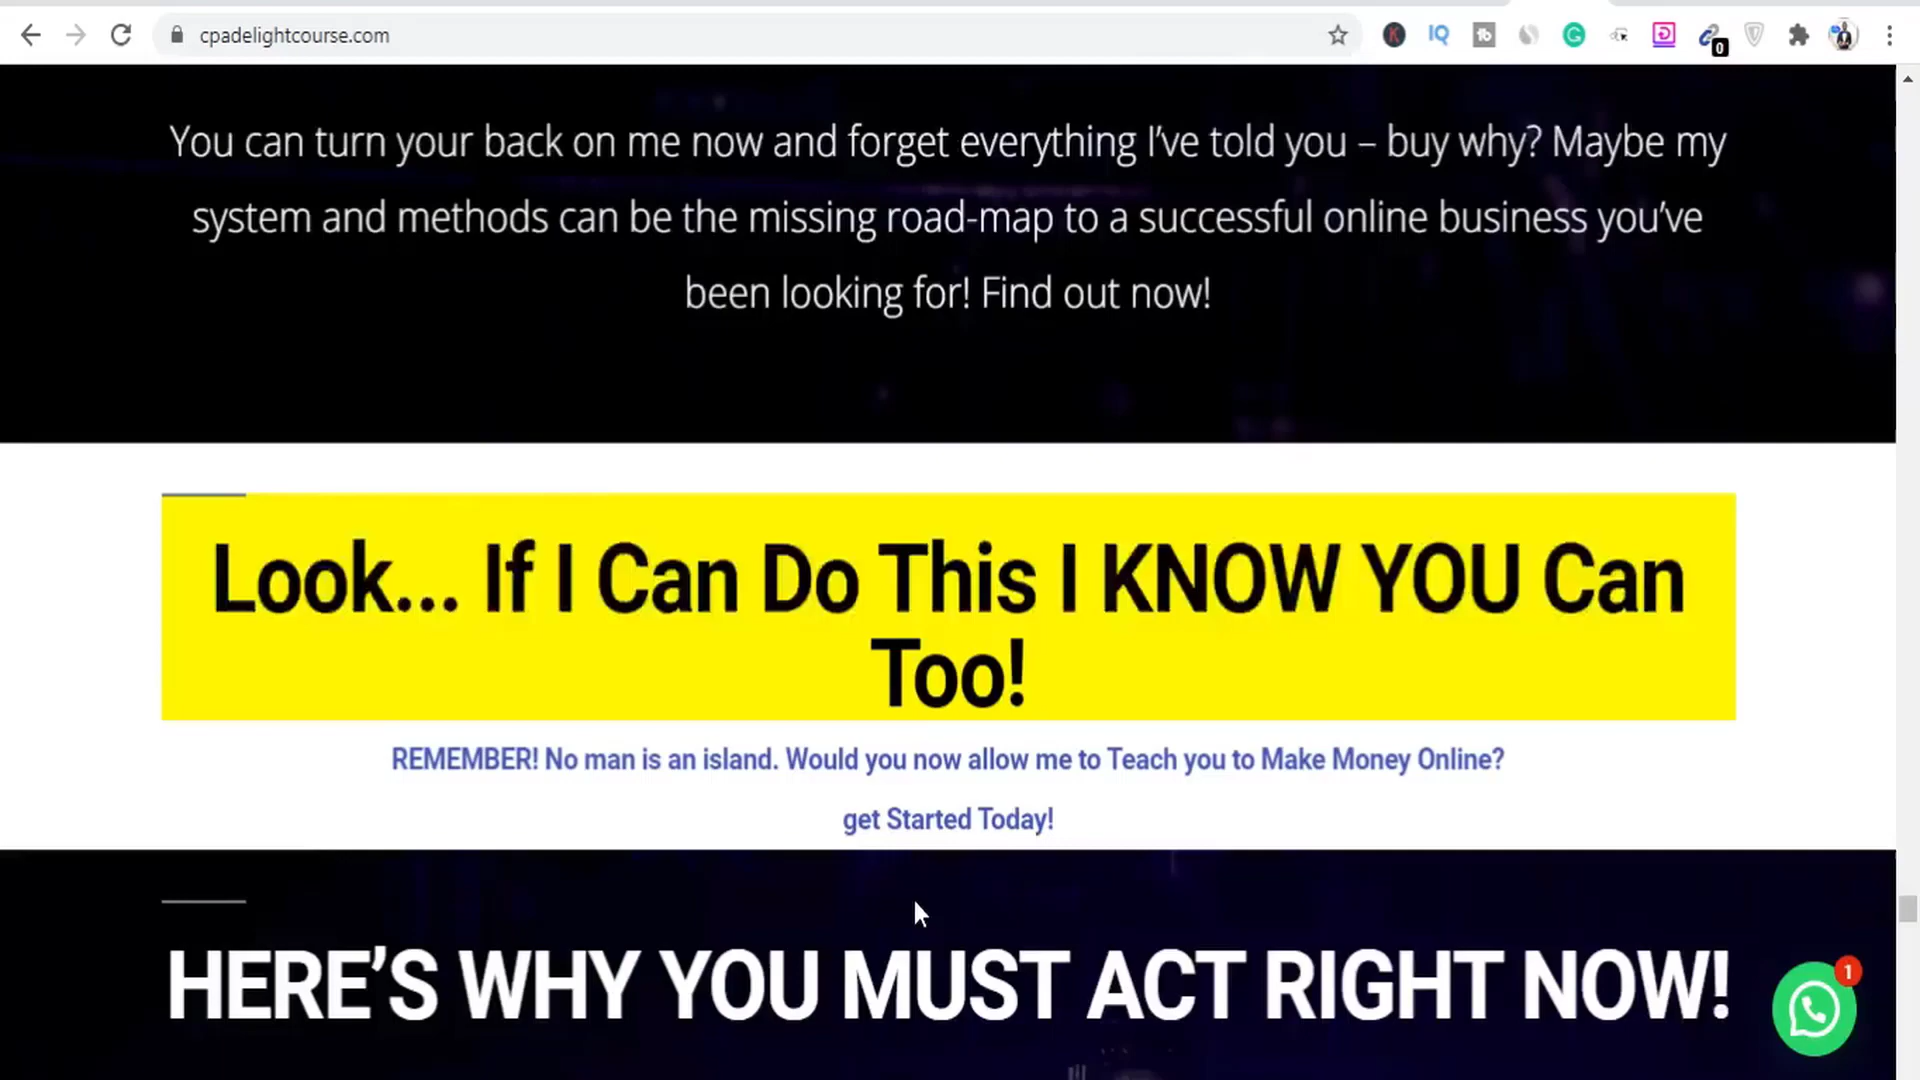 cpadelightcourse.com
K
IQ
tb
G
0
You can turn your back on me now and forget everything I've told you – buy why? Maybe my
system and methods can be the missing road-map to a successful online business you've
been looking for! Find out now!
Look... If I Can Do This I KNOW YOU Can
Too!
REMEMBER! No man is an island. Would you now allow me to Teach you to Make Money Online?
get Started Today!
HERE'S WHY YOU MUST ACT RIGHT NOW!
1